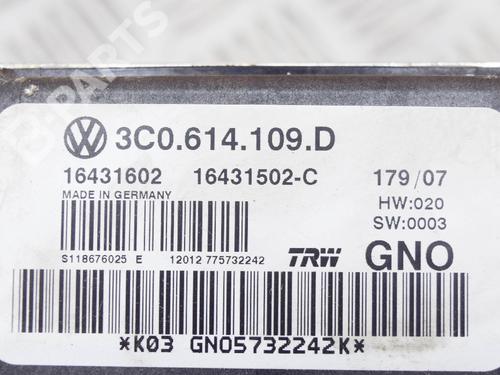 B-PARTS
3C0.614.109.D
16431602 16431502-C 179/07
MADE IN GERMANY HW:020
SW:0003
S118676025 E 12012 775732242 TRW GNO
*K03 GNO5732242K*